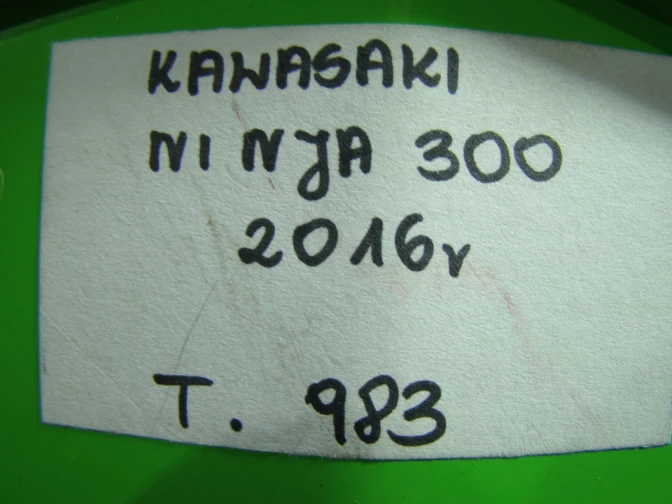 KAWASAKI
NINJA 300
2016r
T. 983